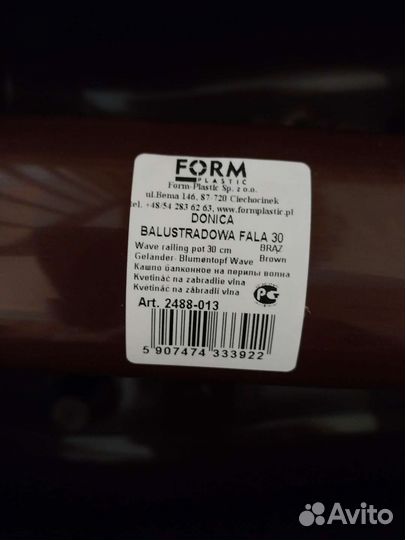 FORM
PLASTIC
Form-Plastic Sp. z o.o.
ul.Bema 146, 87-720 Ciechocinek
tel. +48 54 283 62 63, www.formplastic.pl
DONICA
BALUSTRADOWA FALA 30
Wave railing pot 30 cm BRĄZ
Gelander- Blumentopf Wave Brown
Кашпо балконное на перилы волна
Kvetináč na zabradlie vlna
Květináč na zábradlí vlna
Art. 2488-013
5 907474 333922
Avito